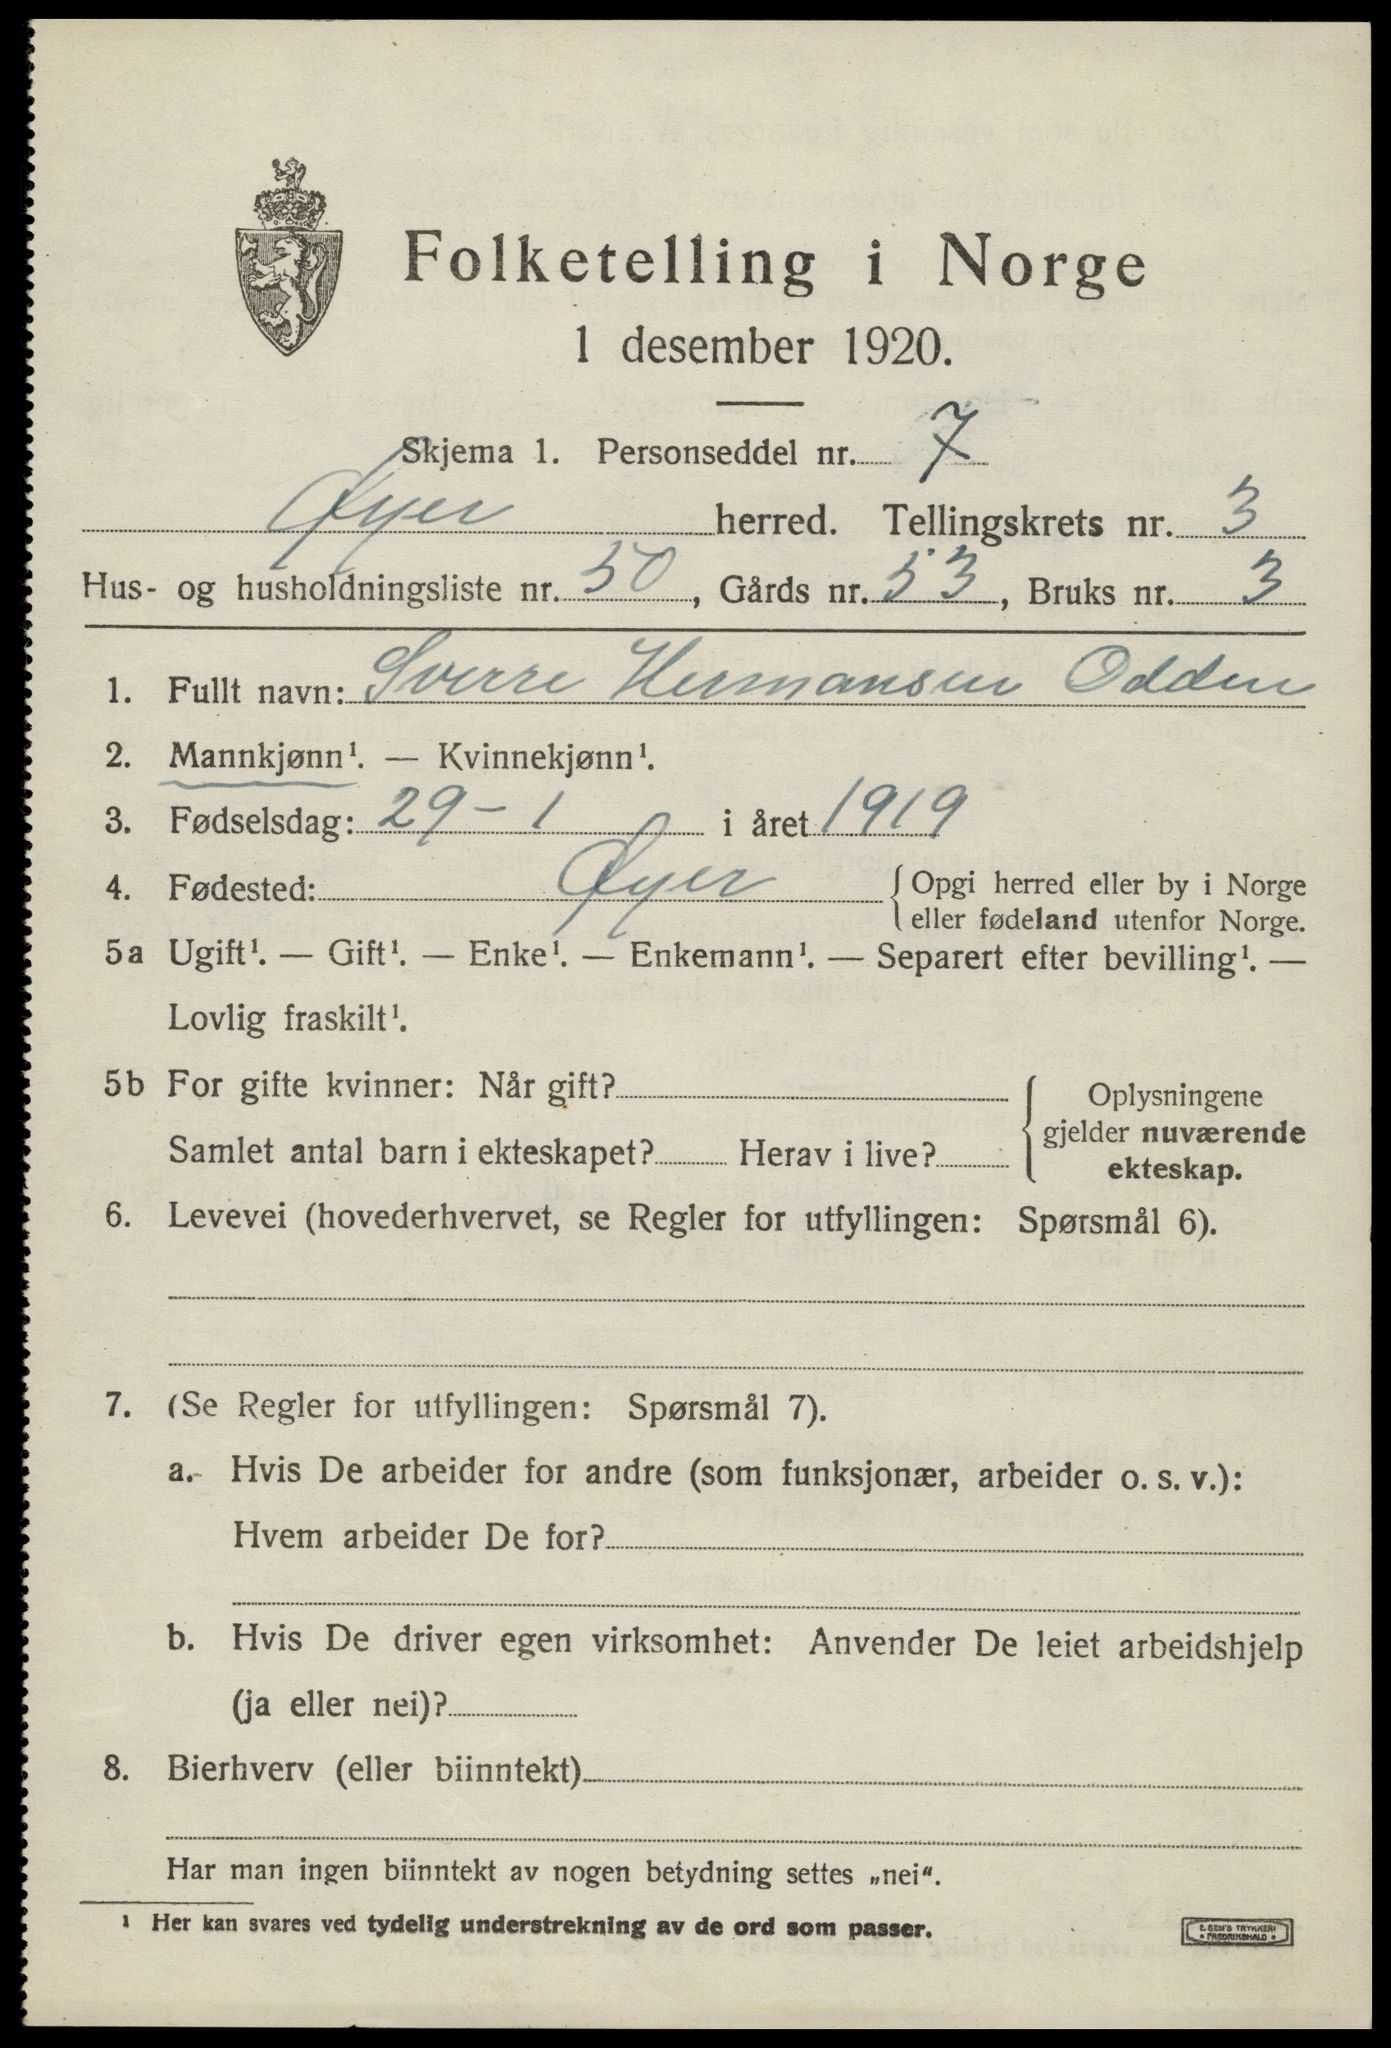 Folketelling i Norge
1 desember 1920.
Skjema 1. Personseddel nr. 7
Øyer herred. Tellingskrets nr. 3
Hus- og husholdningsliste nr. 50, Gårds nr. 53, Bruks nr. 3
1. Fullt navn: Sverre Hermansen Odden
2. Mannkjønn¹. — Kvinnekjønn¹.
3. Fødselsdag: 29-1 i året 1919
4. Fødested: Øyer { Opgi herred eller by i Norge
eller fødeland utenfor Norge.
5a Ugift¹. — Gift¹. — Enke¹. — Enkemann¹. — Separert efter bevilling¹. —
Lovlig fraskilt¹.
5b For gifte kvinner: Når gift?
Samlet antal barn i ekteskapet? Herav i live?
Oplysningene
gjelder nuværende
ekteskap.
6. Levevei (hovederhvervet, se Regler for utfyllingen: Spørsmål 6).
7. (Se Regler for utfyllingen: Spørsmål 7).
a. Hvis De arbeider for andre (som funksjonær, arbeider o. s. v.):
Hvem arbeider De for?
b. Hvis De driver egen virksomhet: Anvender De leiet arbeidshjelp
(ja eller nei)?
8. Bierhverv (eller biinntekt)
Har man ingen biinntekt av nogen betydning settes „nei“.
¹ Her kan svares ved tydelig understrekning av de ord som passer.
E. SEM'S TRYKKERI
• FREDRIKSHALD •